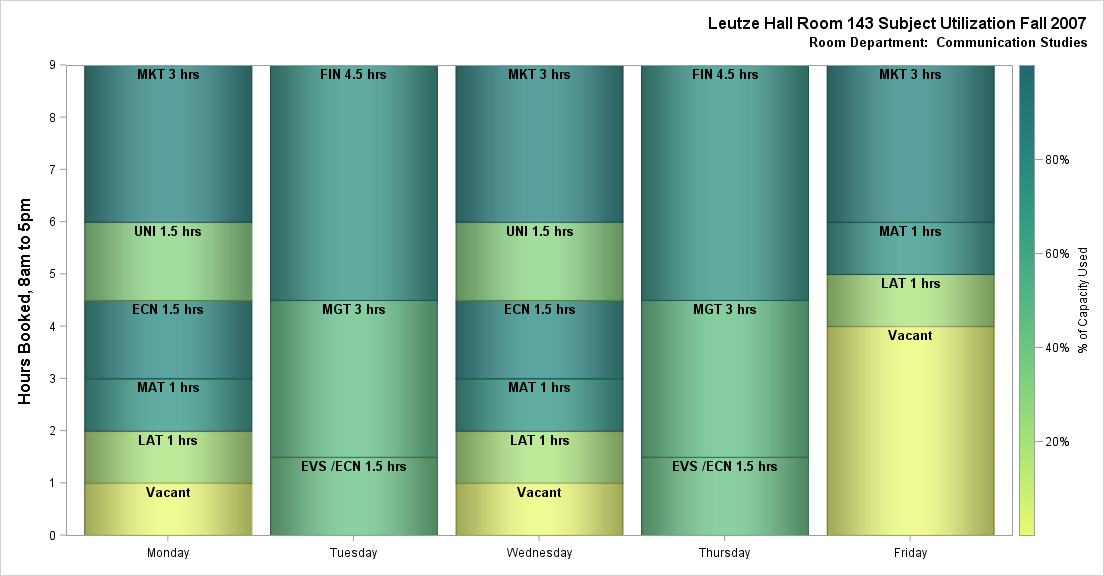 Leutze Hall Room 143 Subject Utilization Fall 2007
Room Department: Communication Studies
Hours Booked, 8am to 5pm
9
8
7
6
5
4
3
2
1
0
MKT 3 hrs
UNI 1.5 hrs
ECN 1.5 hrs
MAT 1 hrs
LAT 1 hrs
Vacant
FIN 4.5 hrs
MGT 3 hrs
EVS /ECN 1.5 hrs
MKT 3 hrs
UNI 1.5 hrs
ECN 1.5 hrs
MAT 1 hrs
LAT 1 hrs
Vacant
FIN 4.5 hrs
MGT 3 hrs
EVS /ECN 1.5 hrs
MKT 3 hrs
MAT 1 hrs
LAT 1 hrs
Vacant
Monday
Tuesday
Wednesday
Thursday
Friday
80%
60%
40%
20%
% of Capacity Used